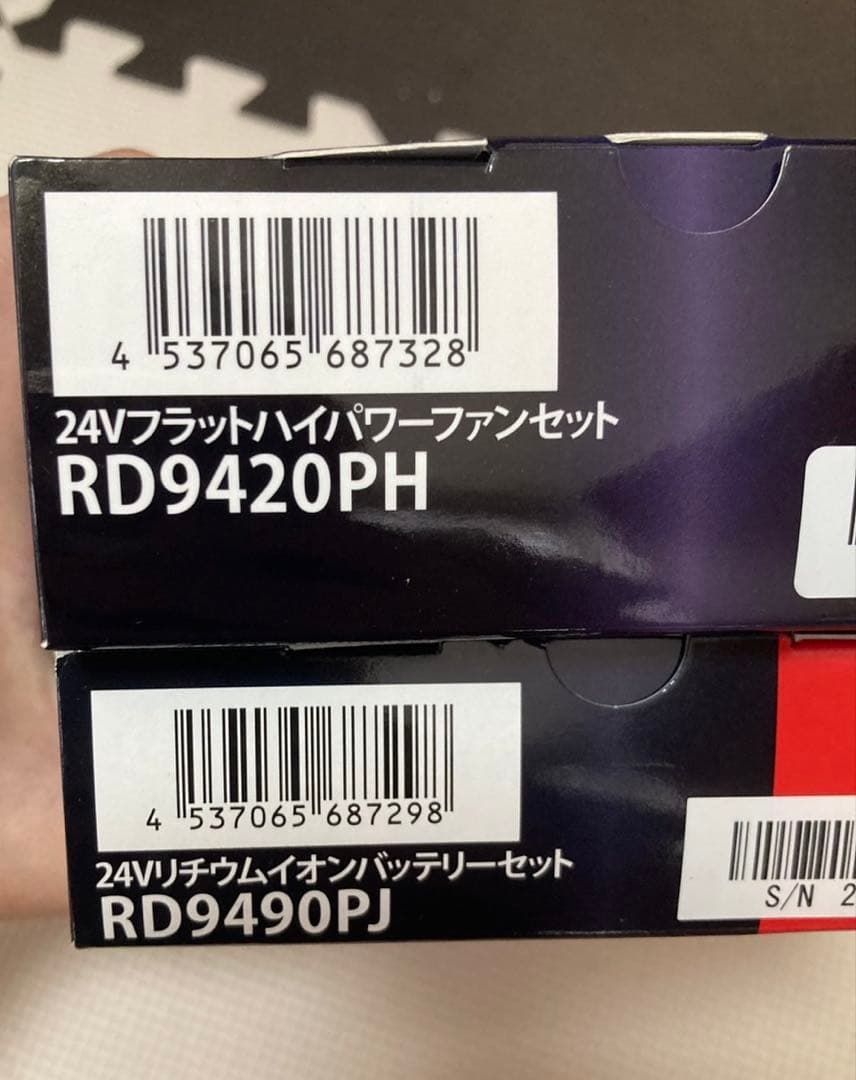 4 537065 687328
24Vフラットハイパワーファンセット
RD9420PH
4 537065 687298
24Vリチウムイオンバッテリーセット
RD9490PJ
S/N 2